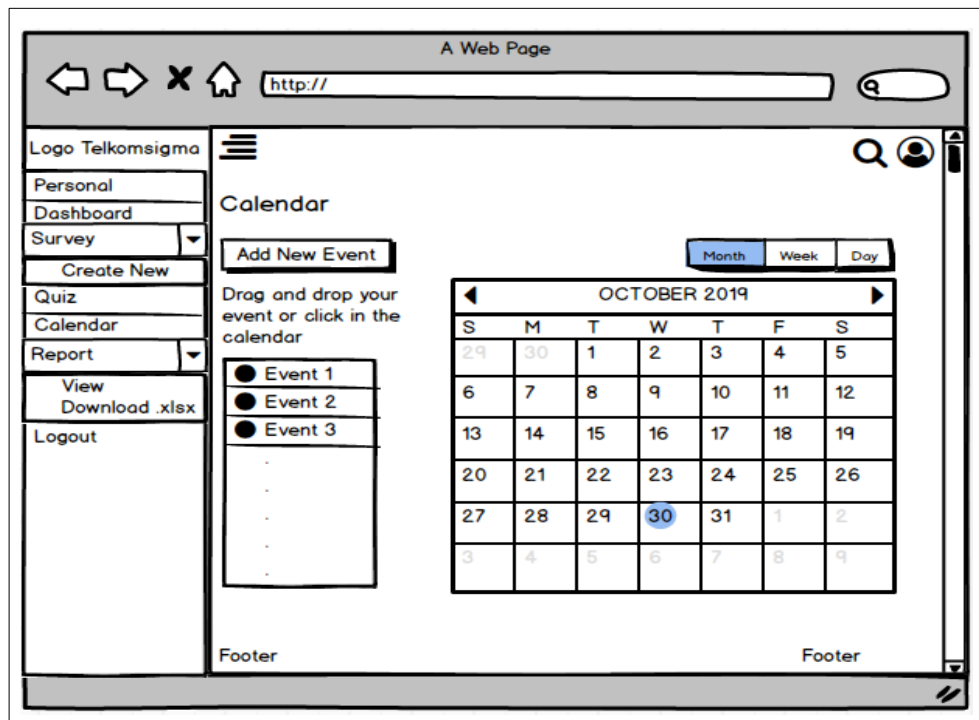 A Web Page
http://
Logo Telkomsigma
Personal
Dashboard
Survey
Create New
Quiz
Calendar
Report
View
Download .xlsx
Logout
Calendar
Add New Event
Drag and drop your
event or click in the
calendar
Event 1
Event 2
Event 3
.
.
.
.
.
Month Week Day
OCTOBER 2019
S M T W T F S
29 30 1 2 3 4 5
6 7 8 9 10 11 12
13 14 15 16 17 18 19
20 21 22 23 24 25 26
27 28 29 30 31 1 2
3 4 5 6 7 8 9
Footer Footer